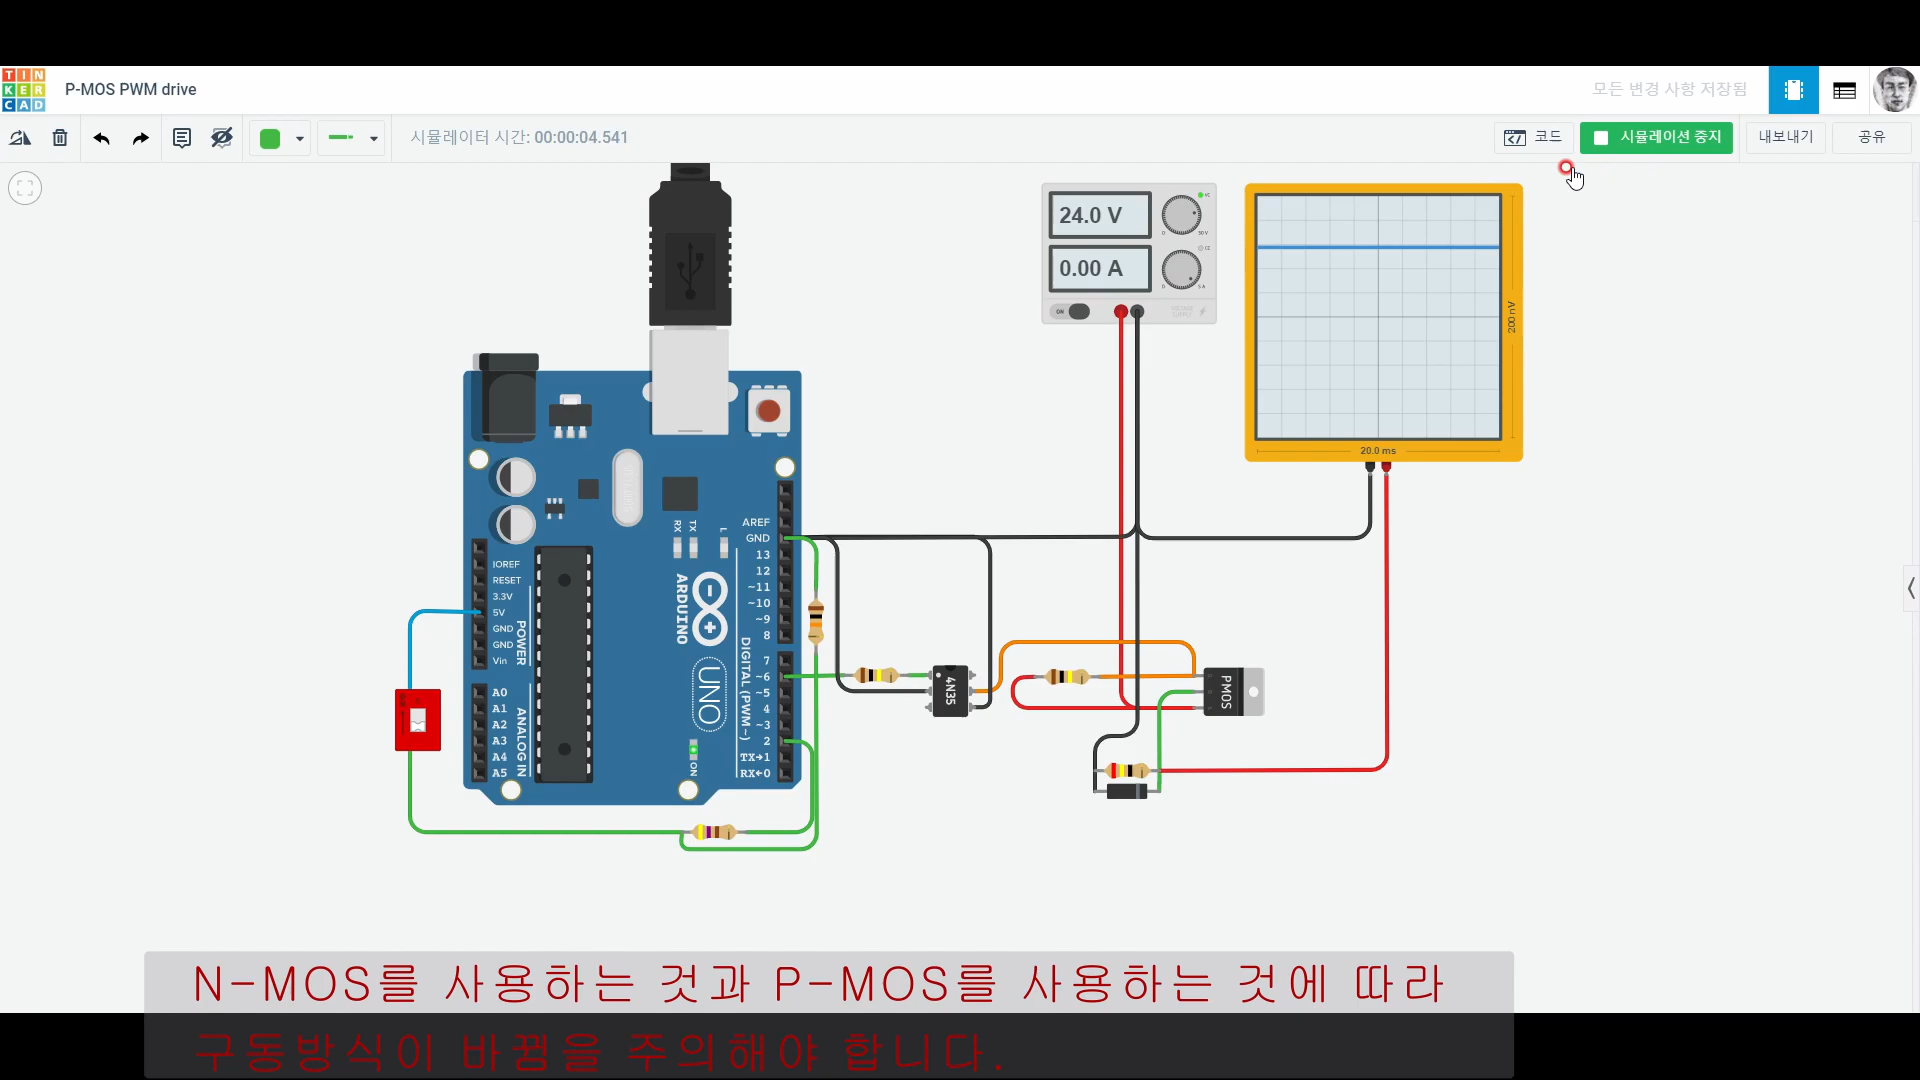 TIN
KER
CAD
P-MOS PWM drive
모든 변경 사항 저장됨
시뮬레이터 시간: 00:00:04.541
코드
시뮬레이션 중지
내보내기
공유
24.0 V
0.00 A
ON
200 nV
20.0 ms
AREF
GND
13
12
~11
~10
~9
8
7
~6
~5
4
~3
2
TX→1
RX←0
DIGITAL (PWM~)
RX
TX
L
ARDUINO
UNO
ON
IOREF
RESET
3.3V
5V
GND
GND
Vin
POWER
A0
A1
A2
A3
A4
A5
ANALOG IN
4N35
PMOS
N-MOS를 사용하는 것과 P-MOS를 사용하는 것에 따라
구동방식이 바뀜을 주의해야 합니다.